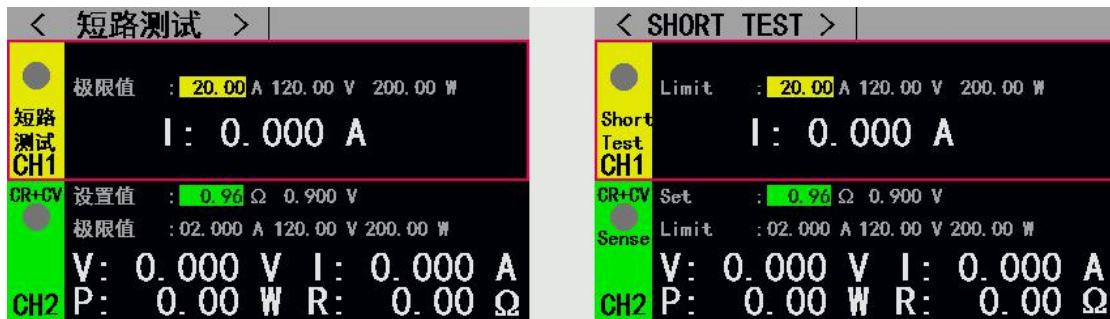 < 短路测试 >
极限值 : 20.00 A 120.00 V 200.00 W
短路
测试
CH1
I: 0.000 A
CR+CV
设置值 : 0.96 Ω 0.900 V
极限值 :02.000 A 120.00 V 200.00 W
V: 0.000 V I: 0.000 A
CH2
P: 0.00 W R: 0.00 Ω
< SHORT TEST >
Limit : 20.00 A 120.00 V 200.00 W
Short
Test
CH1
I: 0.000 A
CR+CV
Set : 0.96 Ω 0.900 V
Sense
Limit :02.000 A 120.00 V 200.00 W
V: 0.000 V I: 0.000 A
CH2
P: 0.00 W R: 0.00 Ω